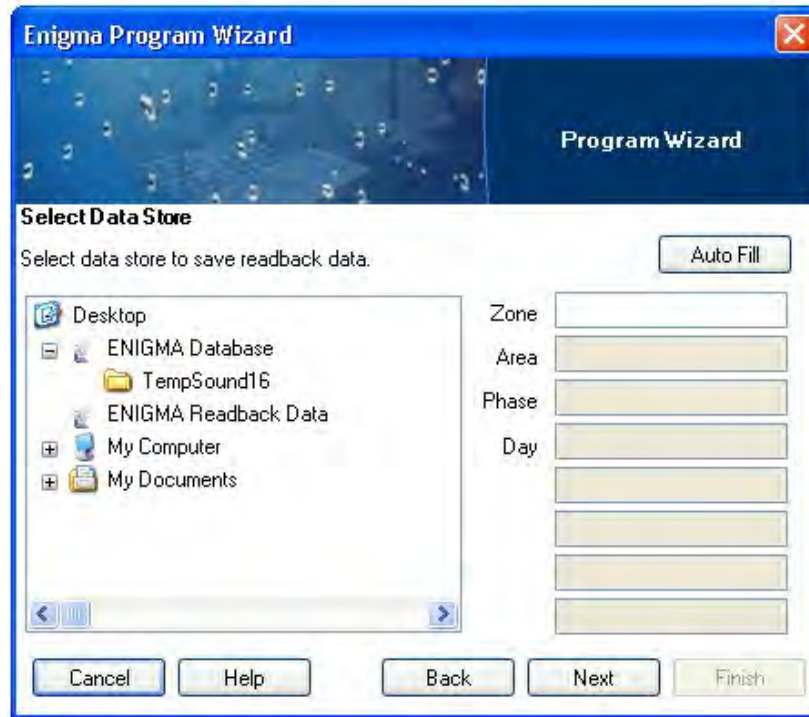 Enigma Program Wizard
Program Wizard
Select Data Store
Select data store to save readback data.
Auto Fill
Desktop
ENIGMA Database
TempSound16
ENIGMA Readback Data
My Computer
My Documents
Zone
Area
Phase
Day
Cancel
Help
Back
Next
Finish